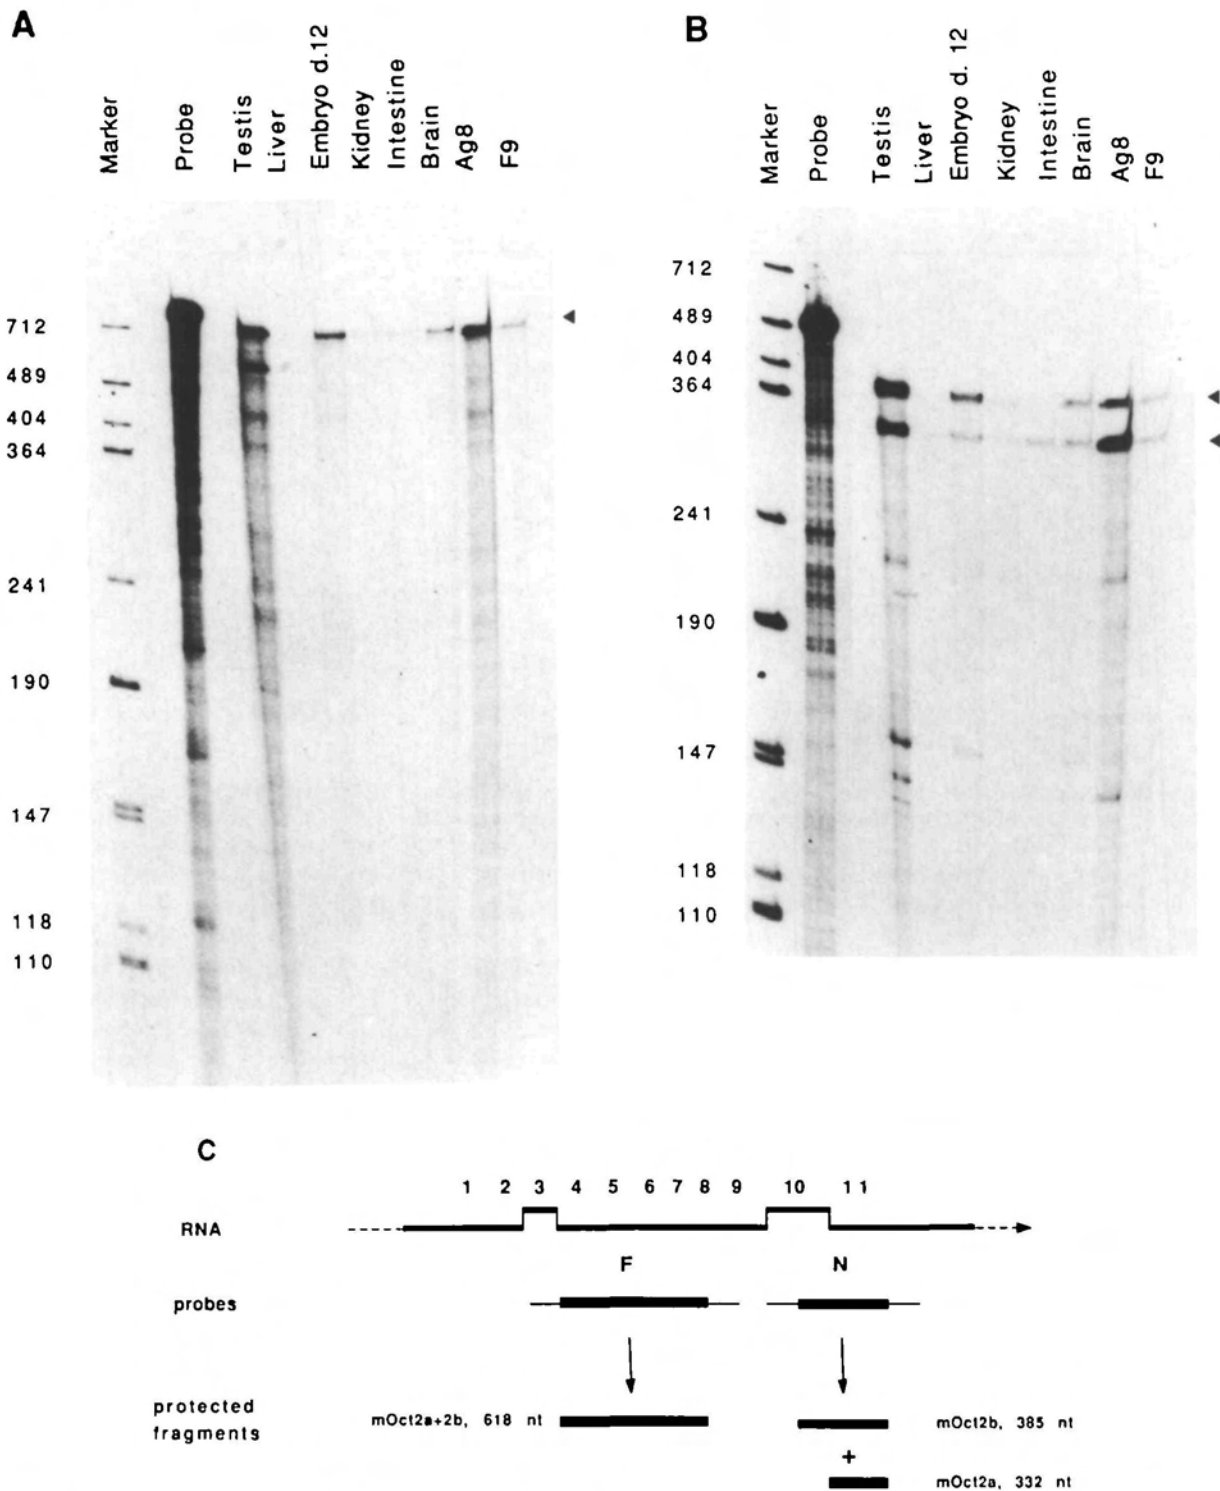 A
Marker
Probe
Testis
Liver
Embryo d.12
Kidney
Intestine
Brain
Ag8
F9
712
489
404
364
241
190
147
118
110
B
Marker
Probe
Testis
Liver
Embryo d. 12
Kidney
Intestine
Brain
Ag8
F9
712
489
404
364
241
190
147
118
110
C
1 2 3 4 5 6 7 8 9 10 11
RNA
F N
probes
protected
fragments
mOct2a+2b, 618 nt
mOct2b, 385 nt
+
mOct2a, 332 nt